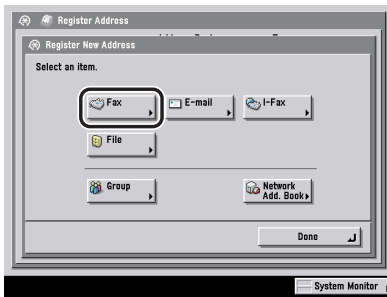 Register Address
Register New Address
Select an item.
Fax
E-mail
I-Fax
File
Group
Network
Add. Book
Done
System Monitor